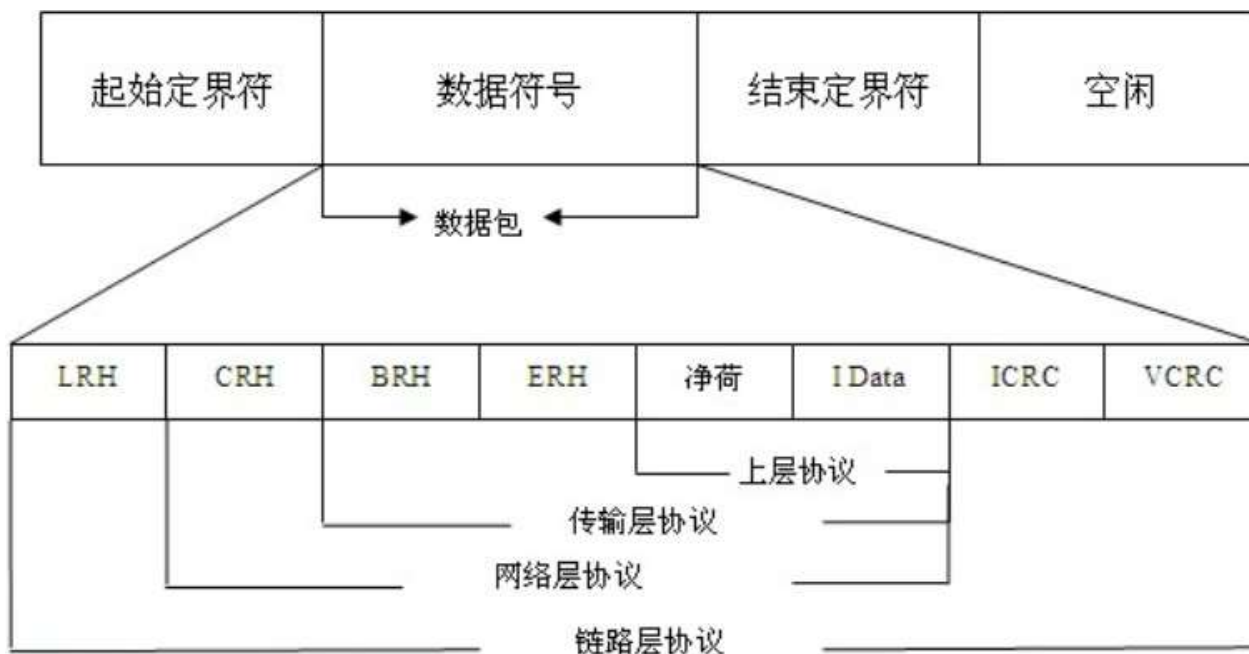 起始定界符 数据符号 结束定界符 空闲
数据包
LRH CRH BRH ERH 净荷 I Data ICRC VCRC
上层协议
传输层协议
网络层协议
链路层协议